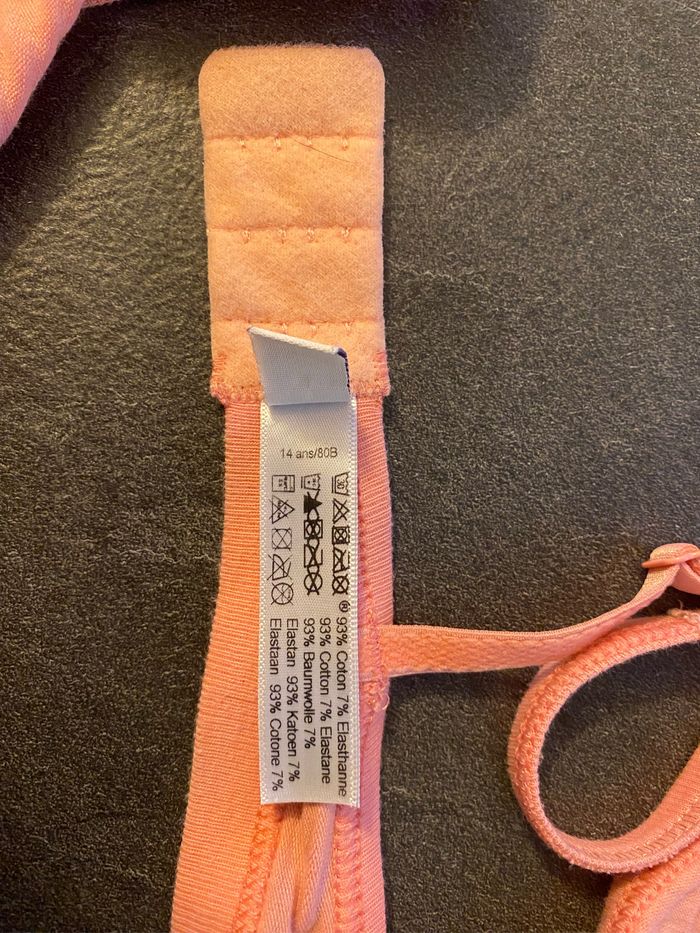 14 ans/80B
30
® 93% Coton 7% Elasthanne
93% Cotton 7% Elastane
93% Baumwolle 7%
Elastan 93% Katoen 7%
Elastaan 93% Cotone 7%